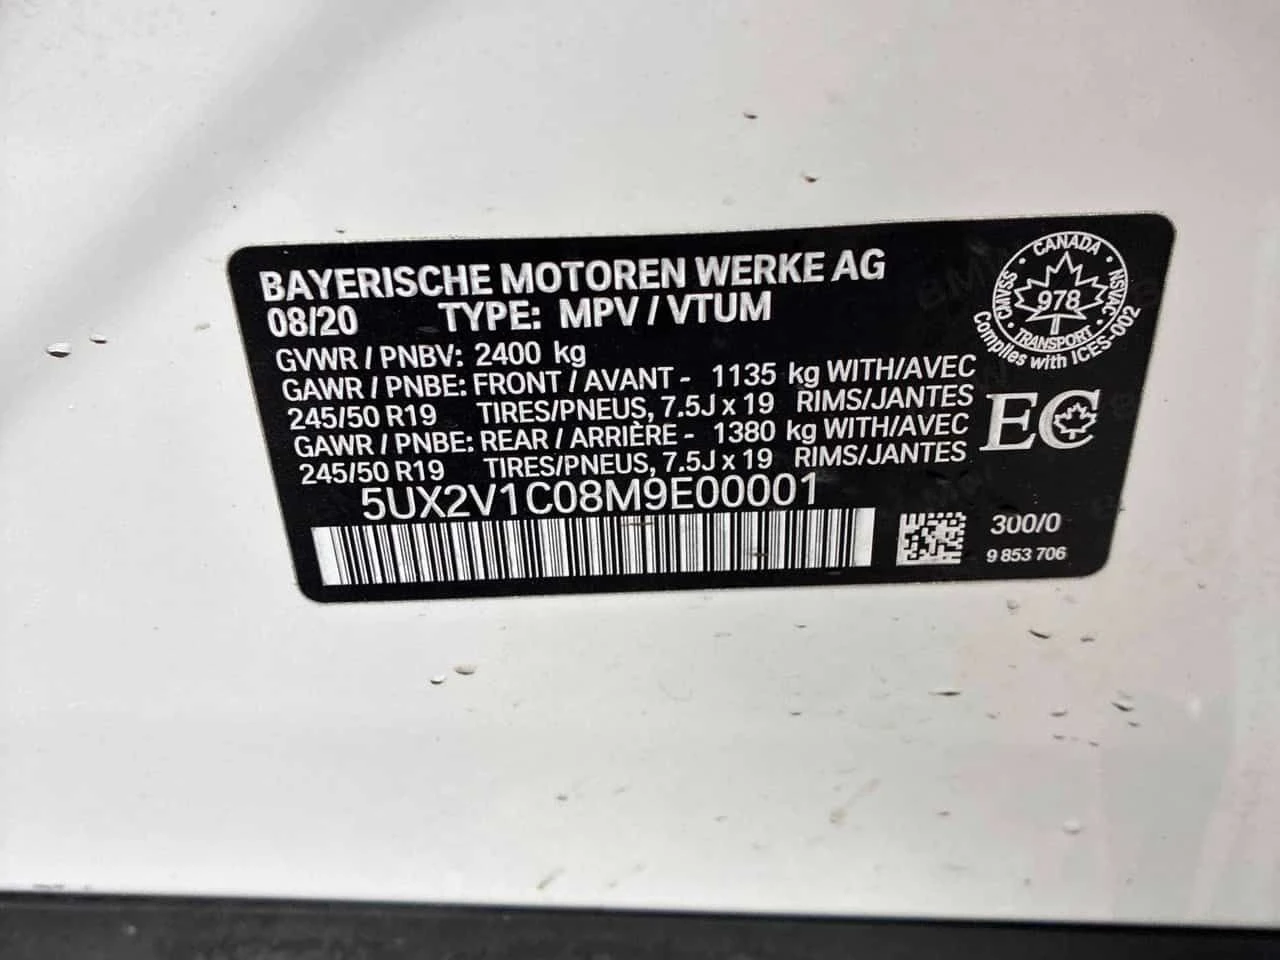 BAYERISCHE MOTOREN WERKE AG
08/20 TYPE: MPV / VTUM
GVWR / PNBV: 2400 kg
GAWR / PNBE: FRONT / AVANT - 1135 kg WITH/AVEC
245/50 R19 TIRES/PNEUS, 7.5J x 19 RIMS/JANTES
GAWR / PNBE: REAR / ARRIÈRE - 1380 kg WITH/AVEC
245/50 R19 TIRES/PNEUS, 7.5J x 19 RIMS/JANTES
5UX2V1C08M9E00001
CANADA
CMVSS NSVAC
978
TRANSPORT
Complies with ICES-002
EC
300/0
9 853 706